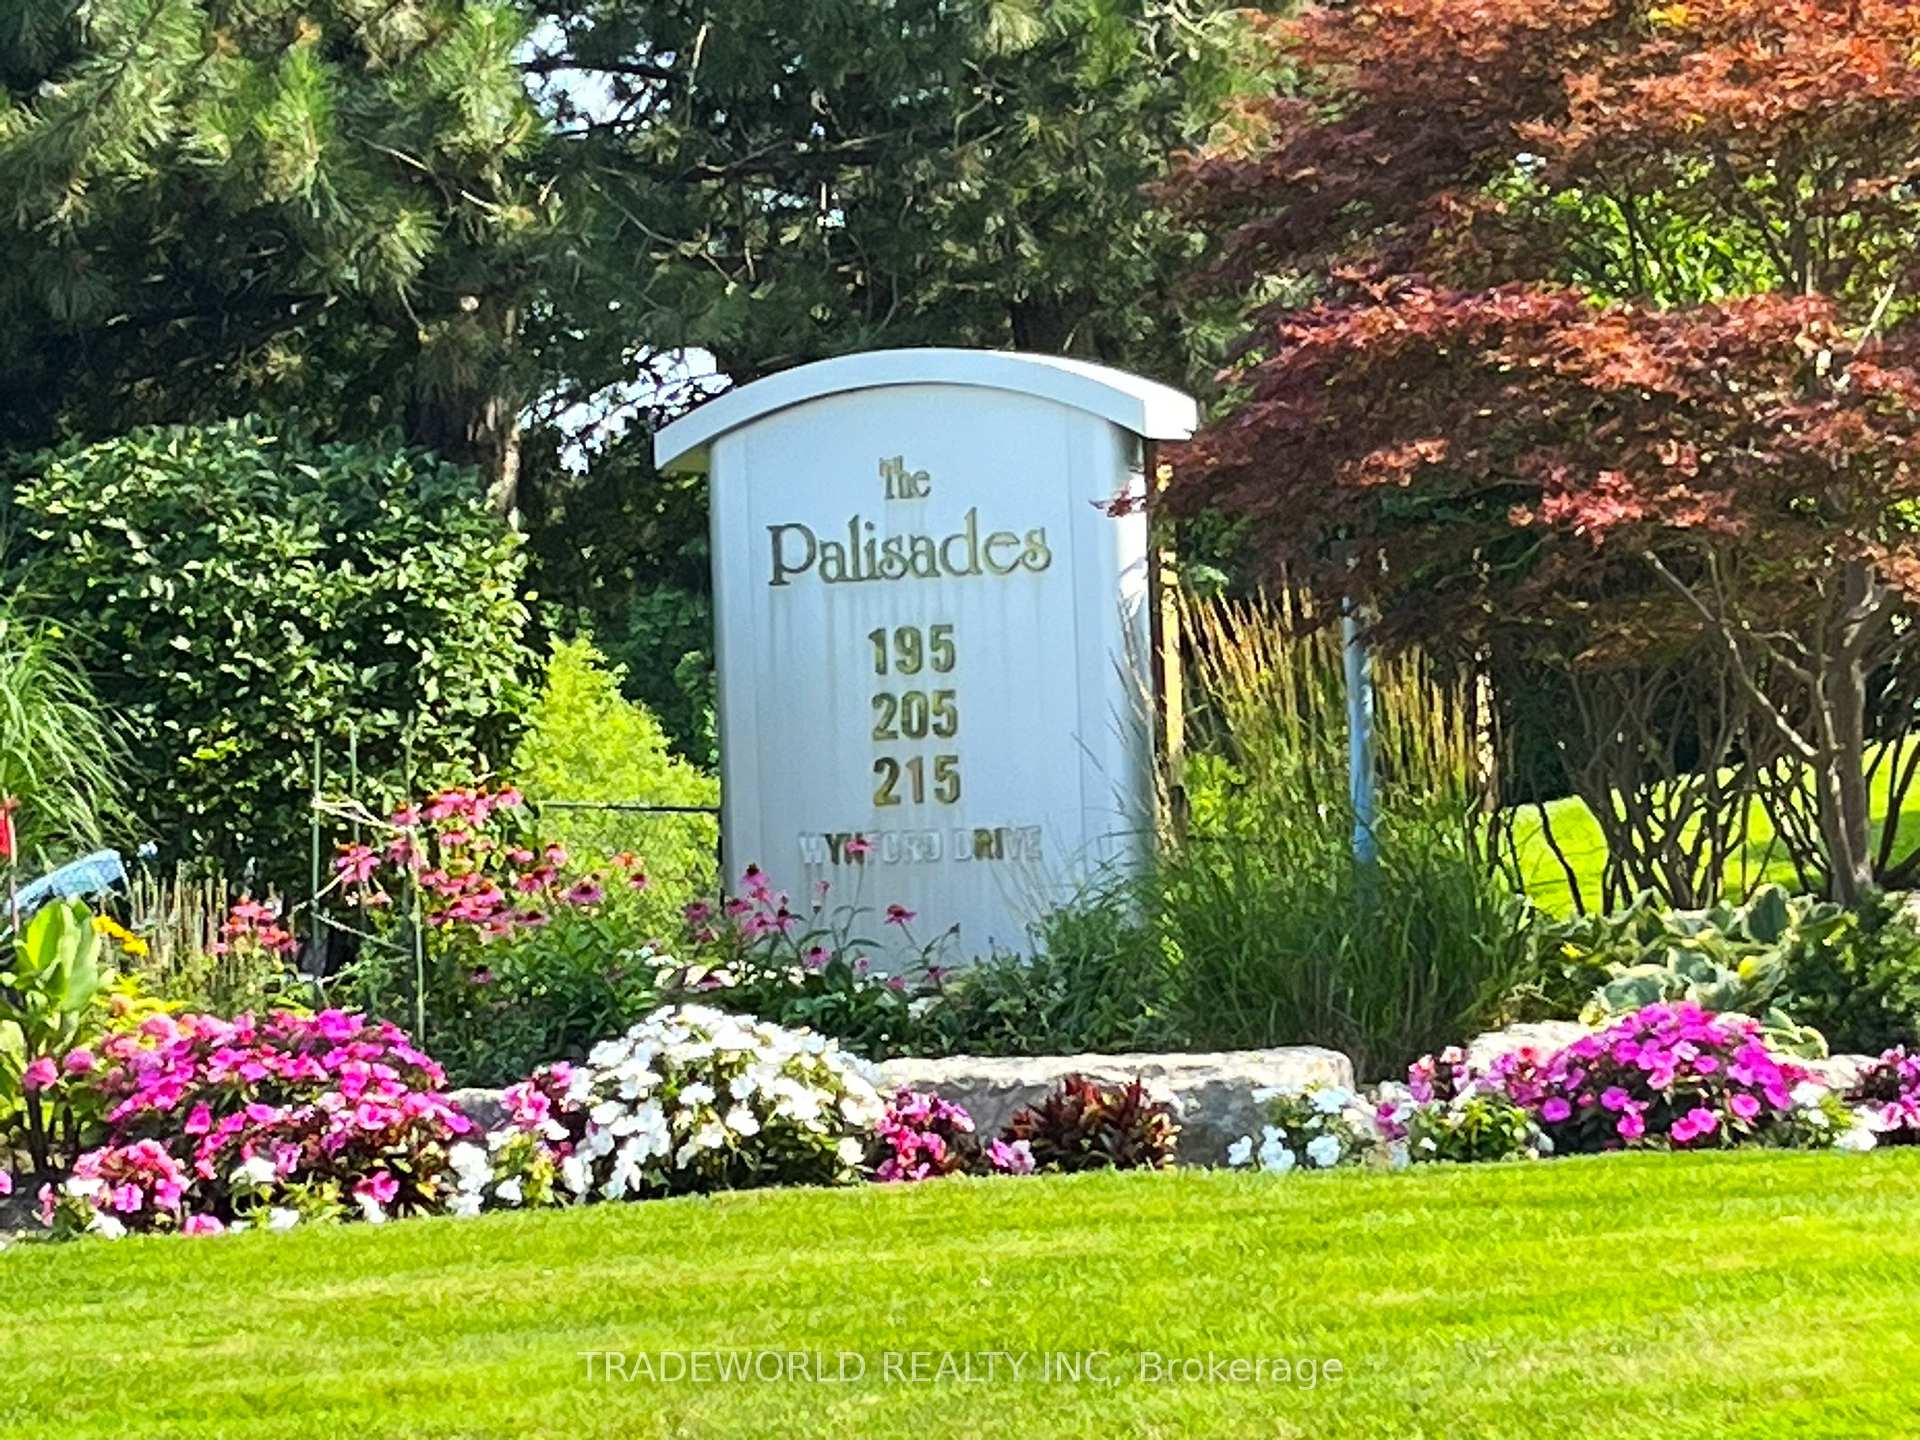 The
Palisades
195
205
215
WYNFORD DRIVE
TRADEWORLD REALTY INC, Brokerage